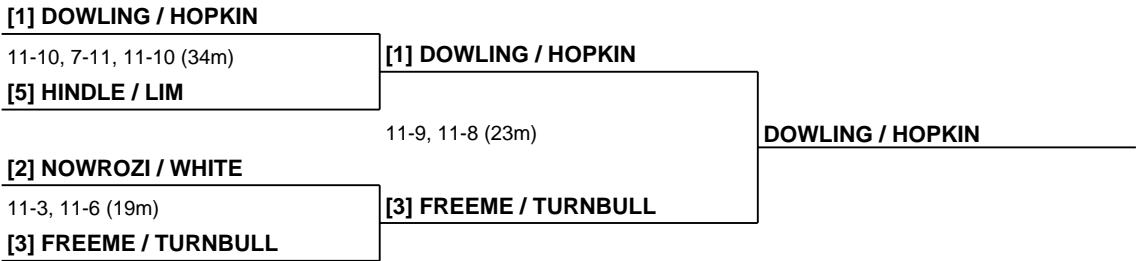 [1] DOWLING / HOPKIN
11-10, 7-11, 11-10 (34m)
[1] DOWLING / HOPKIN
[5] HINDLE / LIM
11-9, 11-8 (23m)
DOWLING / HOPKIN
[2] NOWROZI / WHITE
11-3, 11-6 (19m)
[3] FREEME / TURNBULL
[3] FREEME / TURNBULL